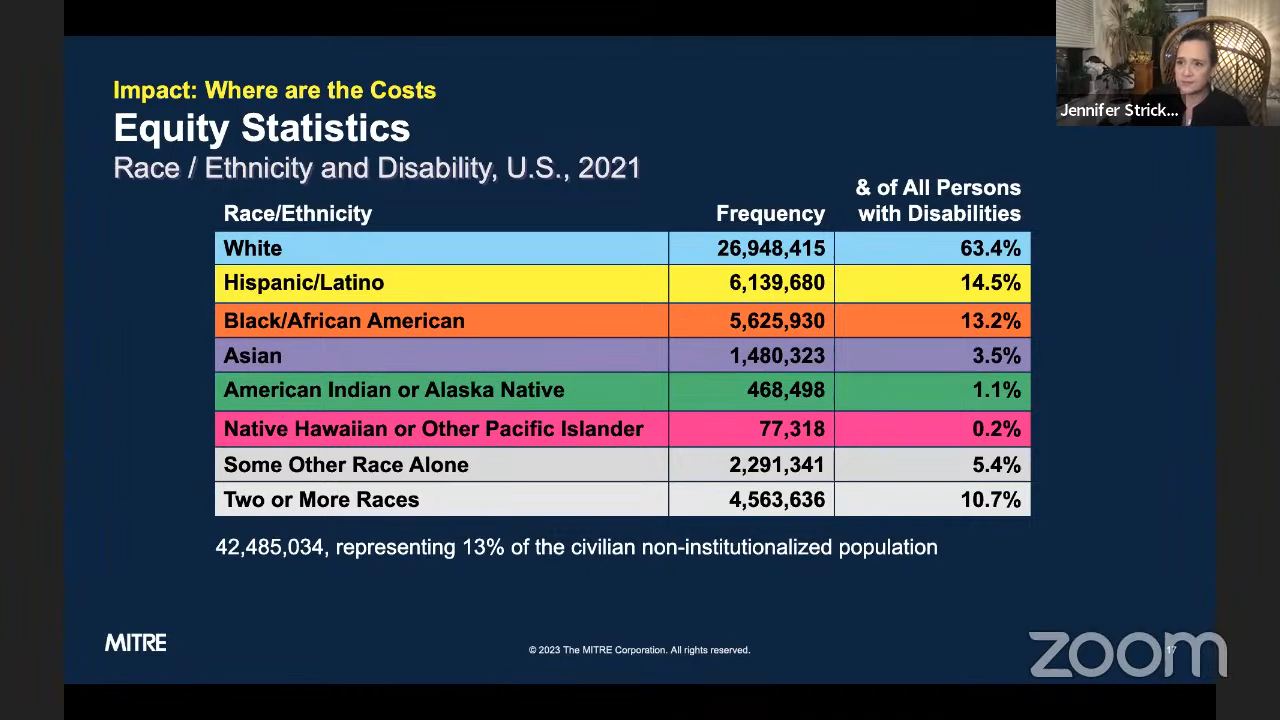 Impact: Where are the Costs
Equity Statistics
Race / Ethnicity and Disability, U.S., 2021
Jennifer Strick...
& of All Persons
Race/Ethnicity Frequency with Disabilities
White 26,948,415 63.4%
Hispanic/Latino 6,139,680 14.5%
Black/African American 5,625,930 13.2%
Asian 1,480,323 3.5%
American Indian or Alaska Native 468,498 1.1%
Native Hawaiian or Other Pacific Islander 77,318 0.2%
Some Other Race Alone 2,291,341 5.4%
Two or More Races 4,563,636 10.7%
42,485,034, representing 13% of the civilian non-institutionalized population
MITRE
© 2023 The MITRE Corporation. All rights reserved.
17
zoom